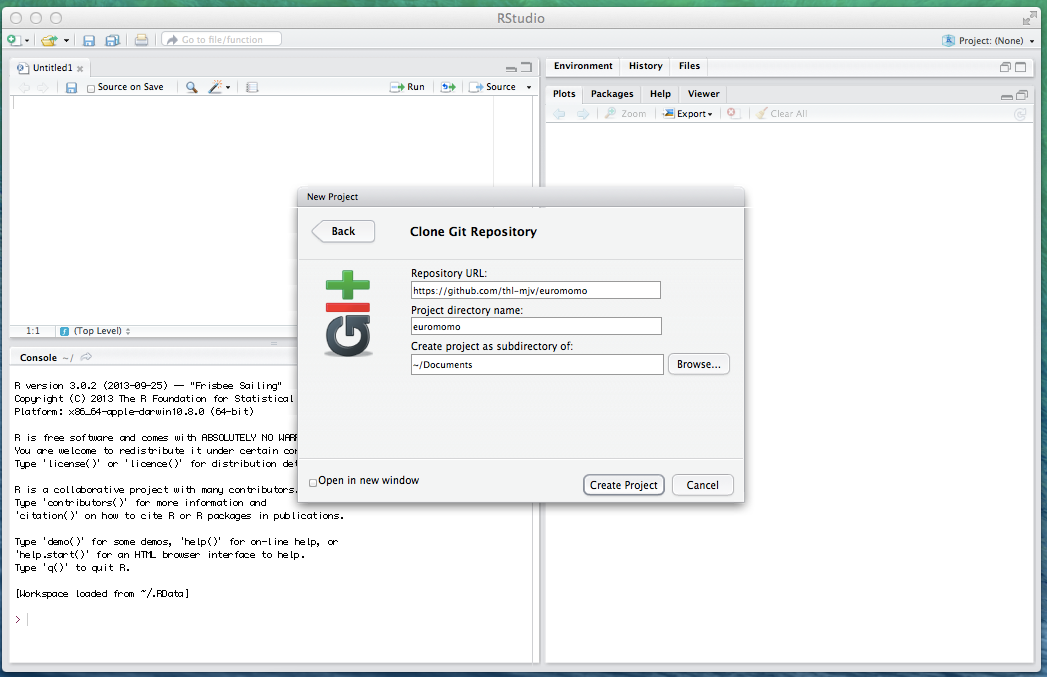 RStudio
Go to file/function
Project: (None)
Untitled1
Source on Save
Run
Source
1:1
(Top Level)
Console ~/
R version 3.0.2 (2013-09-25) -- "Frisbee Sailing"
Copyright (C) 2013 The R Foundation for Statistical
Platform: x86_64-apple-darwin10.8.0 (64-bit)
R is free software and comes with ABSOLUTELY NO WARR
You are welcome to redistribute it under certain con
Type 'license()' or 'licence()' for distribution det
R is a collaborative project with many contributors.
Type 'contributors()' for more information and
'citation()' on how to cite R or R packages in publications.
Type 'demo()' for some demos, 'help()' for on-line help, or
'help.start()' for an HTML browser interface to help.
Type 'q()' to quit R.
[Workspace loaded from ~/.RData]
>
Environment History Files
Plots Packages Help Viewer
Zoom Export Clear All
New Project
Back
Clone Git Repository
git
Repository URL:
https://github.com/thl-mjv/euromomo
Project directory name:
euromomo
Create project as subdirectory of:
~/Documents
Browse...
Open in new window
Create Project
Cancel